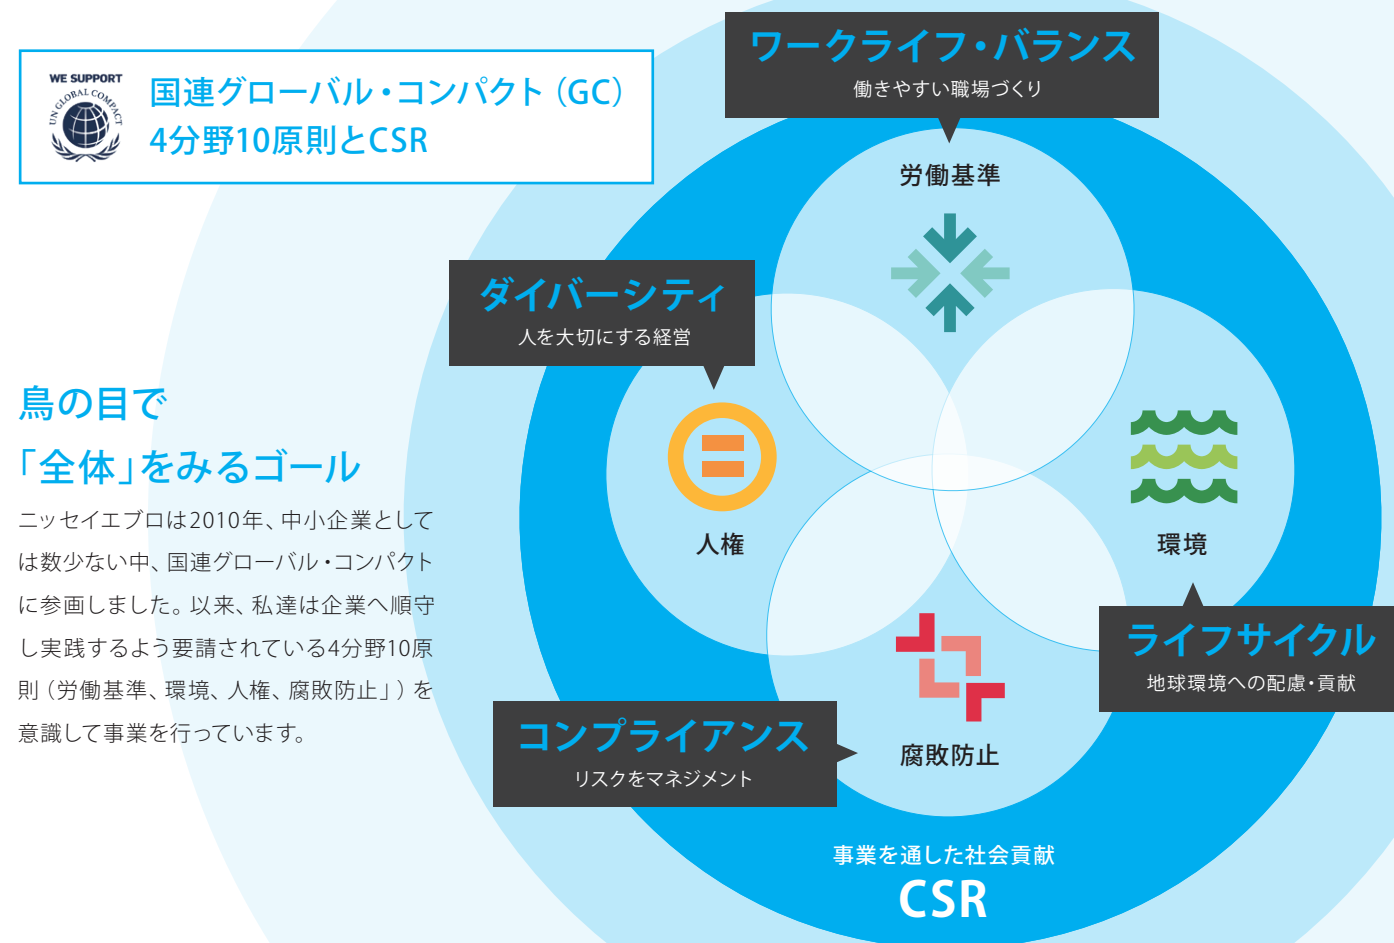 WE SUPPORT
UN GLOBAL COMPACT
国連グローバル・コンパクト（GC）
4分野10原則とCSR
鳥の目で
「全体」をみるゴール
ニッセイエブロは2010年、中小企業として
は数少ない中、国連グローバル・コンパクト
に参画しました。以来、私達は企業へ順守
し実践するよう要請されている4分野10原
則（労働基準、環境、人権、腐敗防止」）を
意識して事業を行っています。
ワークライフ・バランス
働きやすい職場づくり
労働基準
ダイバーシティ
人を大切にする経営
人権
環境
ライフサイクル
地球環境への配慮・貢献
コンプライアンス
リスクをマネジメント
腐敗防止
事業を通した社会貢献
CSR